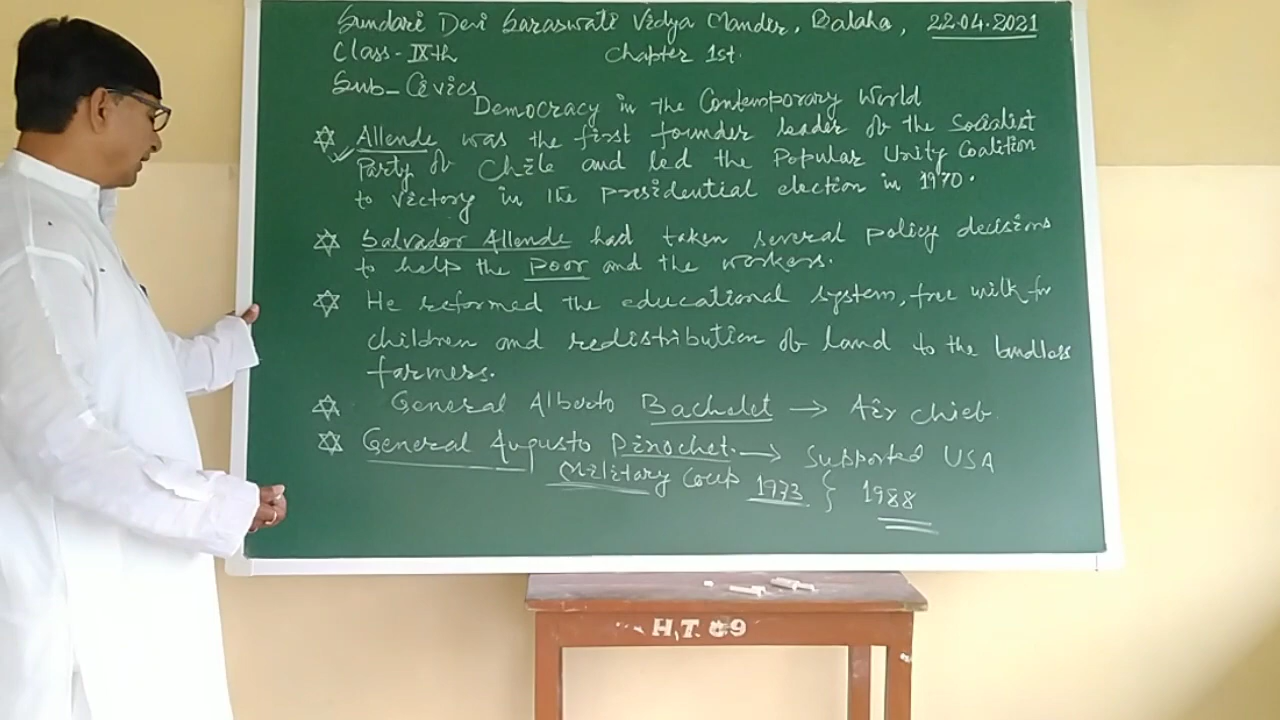 Sundari Devi Saraswati Vidya Mandir, Balaha, 22.04.2021
Class-IXth Chapter 1st.
Sub-Civics
Democracy in the Contemporary World
Allende was the first founder leader of the Socialist
Party of Chile and led the Popular Unity Coalition
to victory in the presidential election in 1970.
Salvador Allende had taken several policy decisions
to help the poor and the workers.
He reformed the educational system, free milk for
children and redistribution of land to the landless
farmers.
General Alberto Bachelet → Air chief.
General Augusto Pinochet. → Supported USA
Military Coup 1973 } 1988
H.T. 09